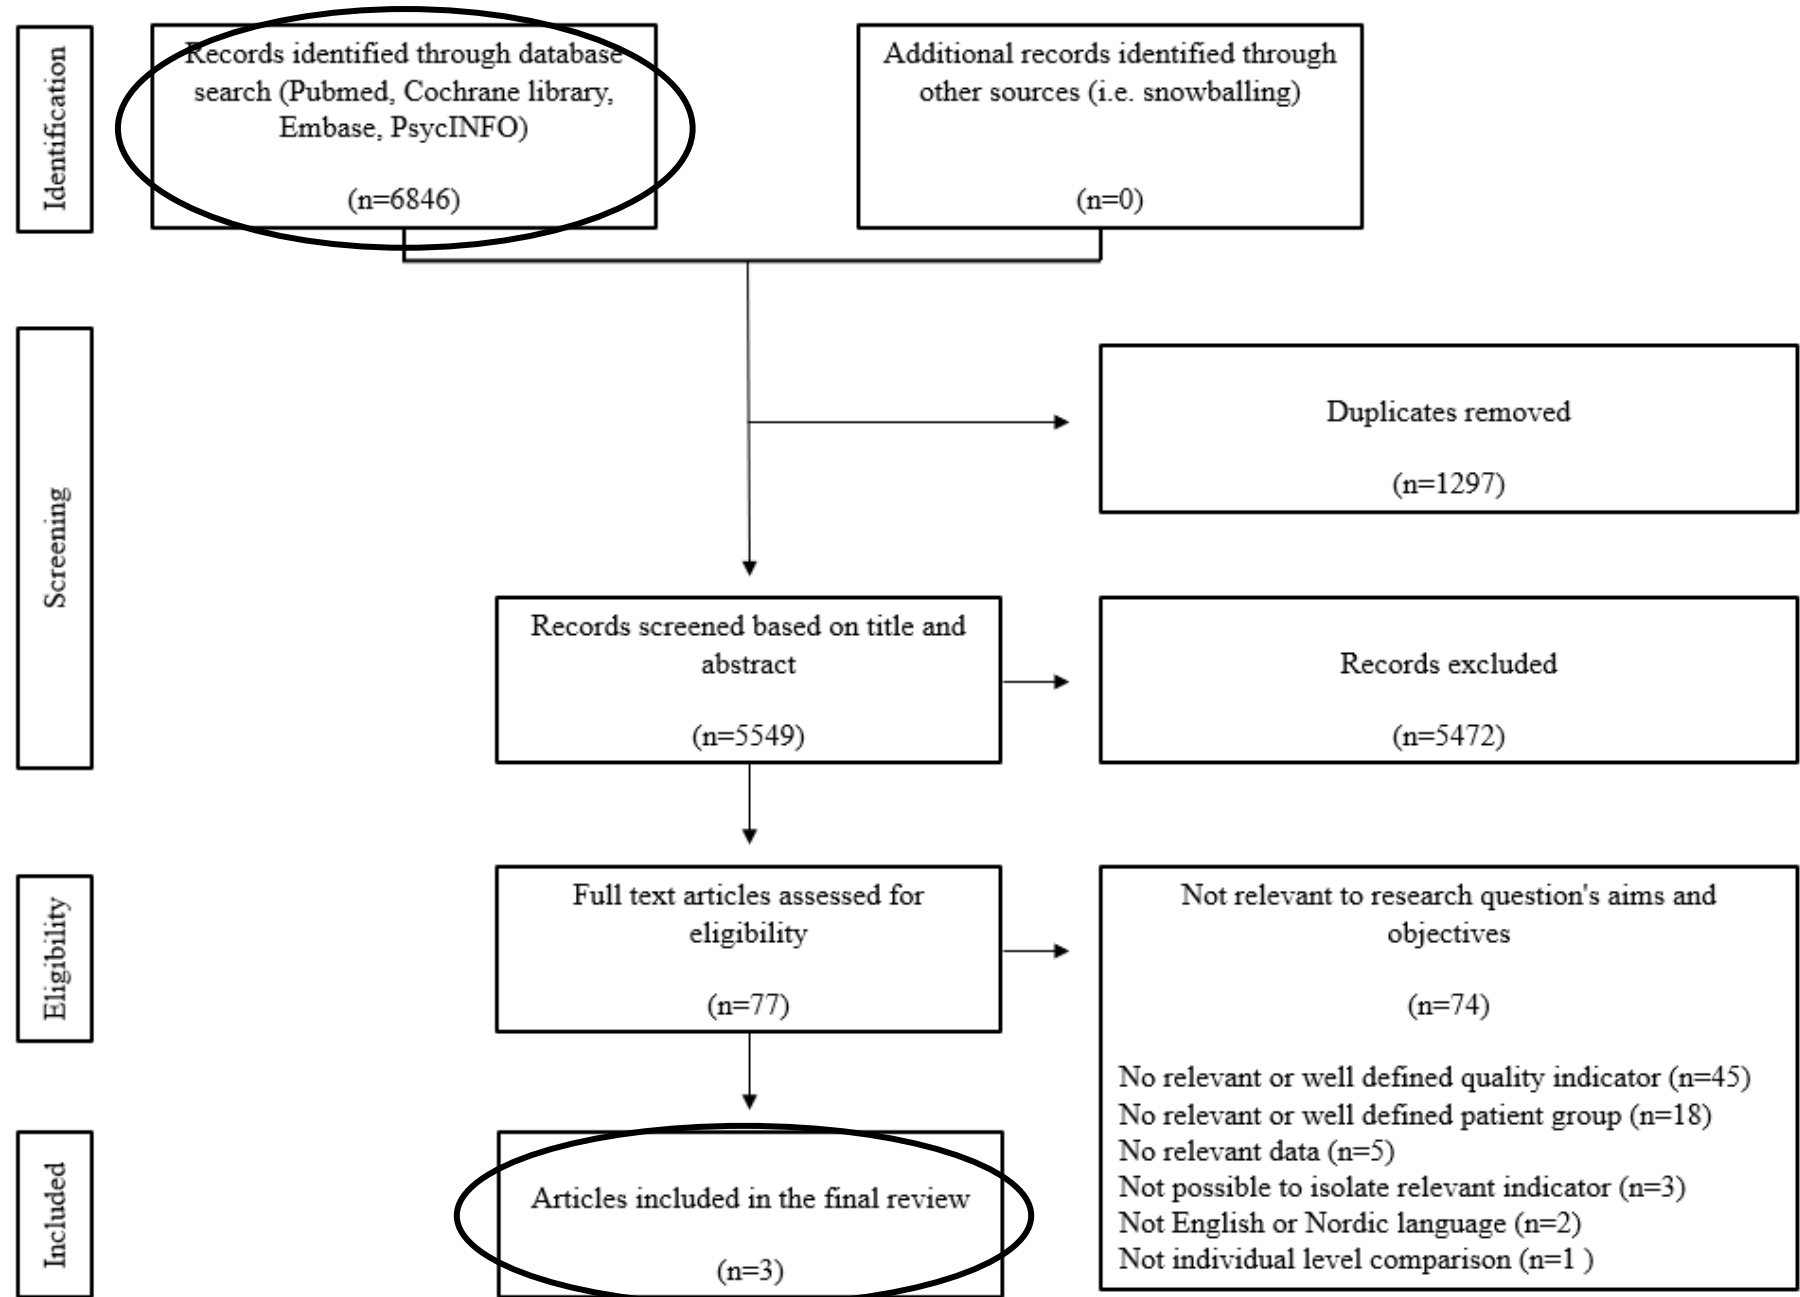 Identification
Records identified through database
search (Pubmed, Cochrane library,
Embase, PsycINFO)
(n=6846)
Additional records identified through
other sources (i.e. snowballing)
(n=0)
Screening
Duplicates removed
(n=1297)
Records screened based on title and
abstract
(n=5549)
Records excluded
(n=5472)
Eligibility
Full text articles assessed for
eligibility
(n=77)
Not relevant to research question's aims and
objectives
(n=74)
No relevant or well defined quality indicator (n=45)
No relevant or well defined patient group (n=18)
No relevant data (n=5)
Not possible to isolate relevant indicator (n=3)
Not English or Nordic language (n=2)
Not individual level comparison (n=1 )
Included
Articles included in the final review
(n=3)